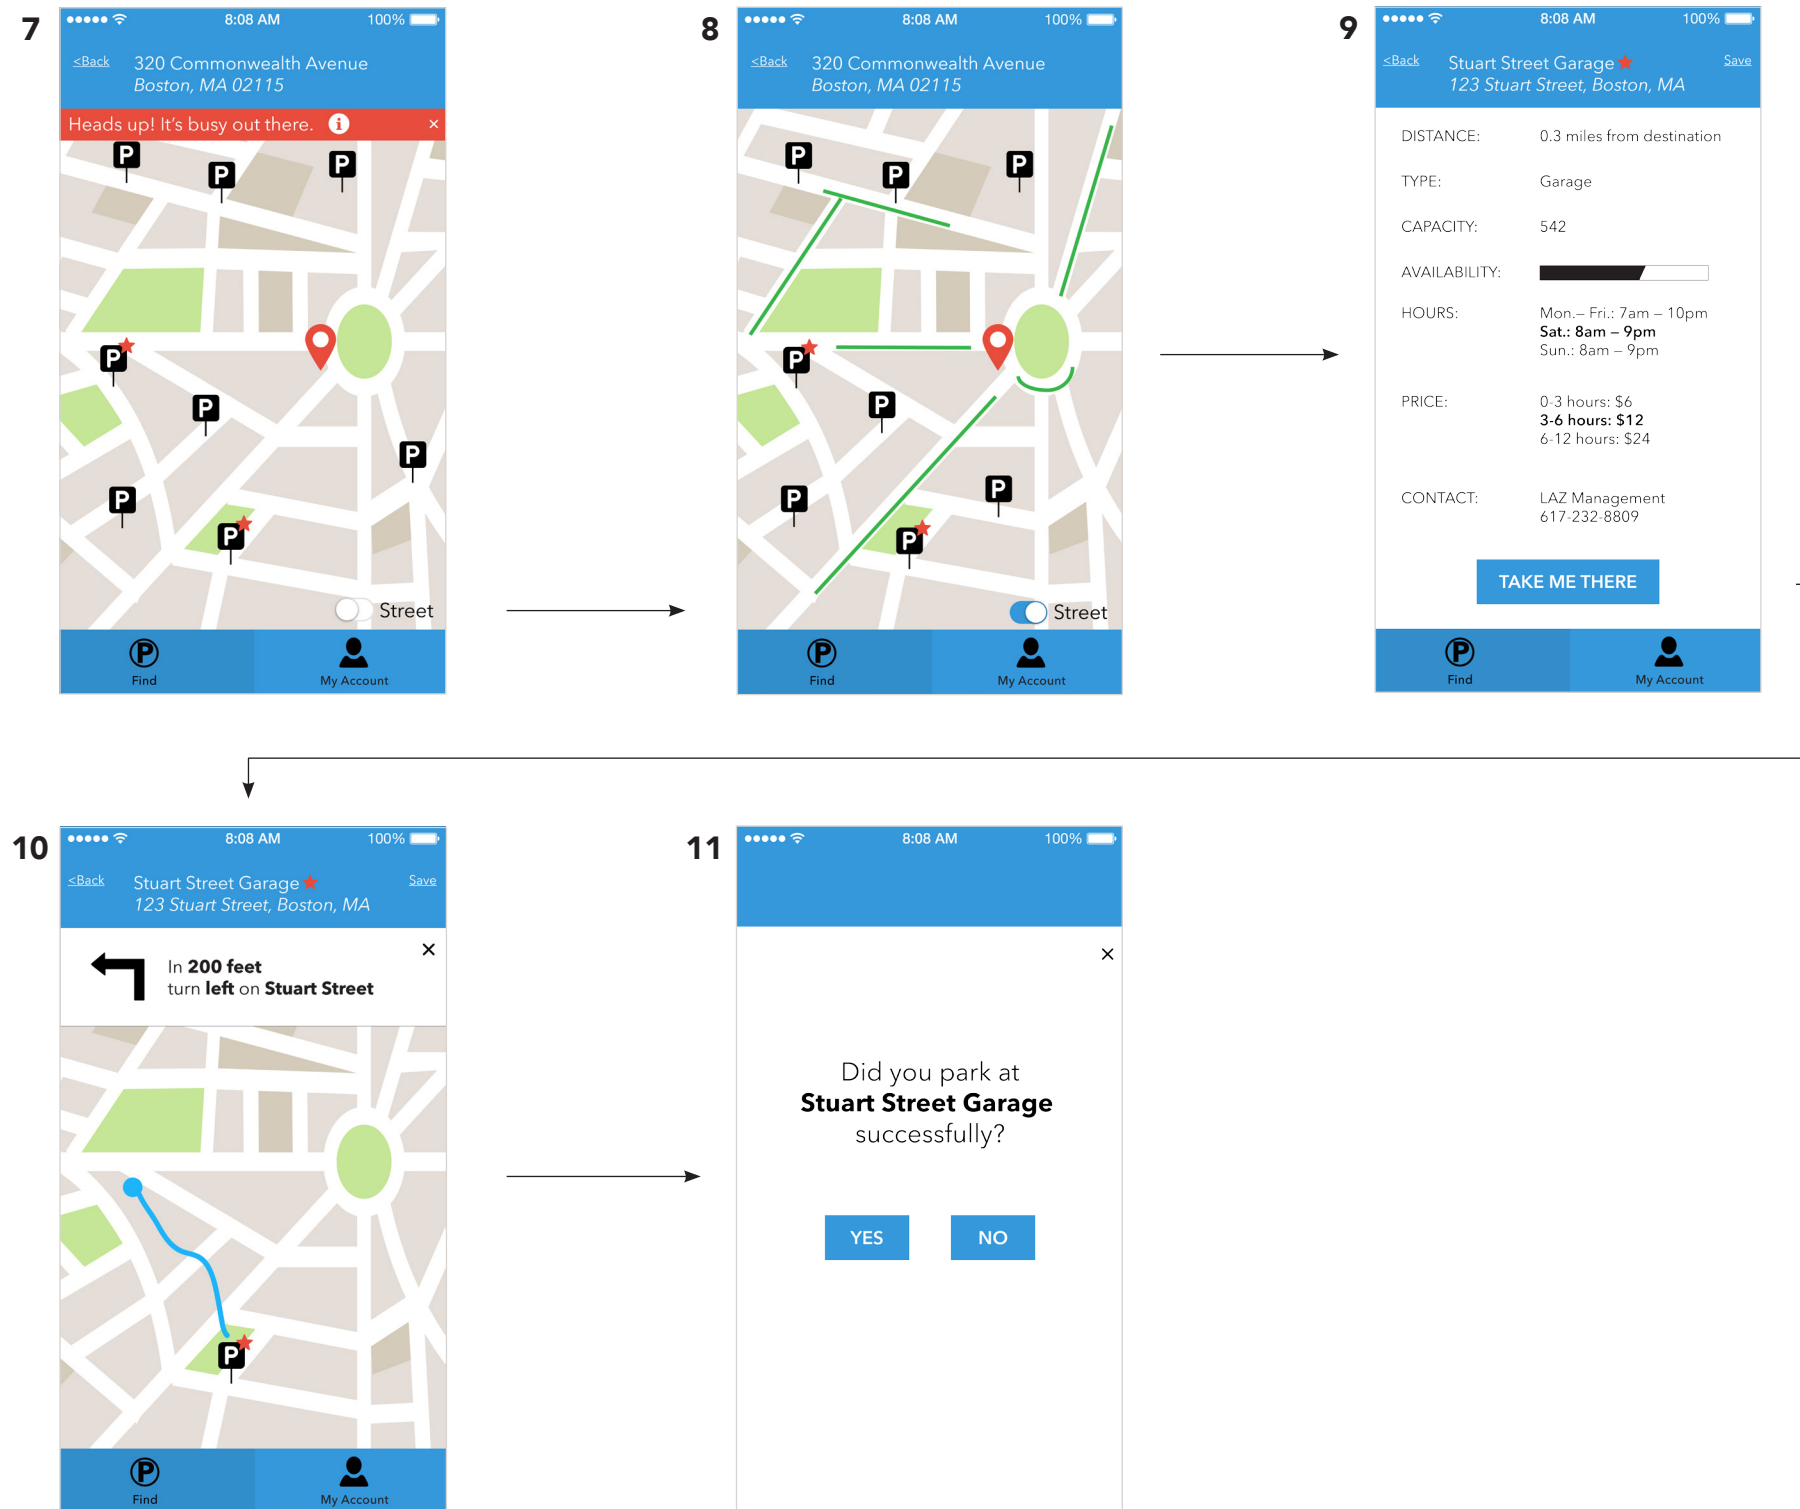 7
8:08 AM 100%
<Back 320 Commonwealth Avenue
Boston, MA 02115
Heads up! It's busy out there. i ×
P
P
P
P
P
P
P
P
Street
P
Find My Account
8
8:08 AM 100%
<Back 320 Commonwealth Avenue
Boston, MA 02115
P
P
P
P
P
P
P
P
Street
P
Find My Account
9
8:08 AM 100%
<Back Stuart Street Garage Save
123 Stuart Street, Boston, MA
DISTANCE: 0.3 miles from destination
TYPE: Garage
CAPACITY: 542
AVAILABILITY:
HOURS: Mon.– Fri.: 7am – 10pm
Sat.: 8am – 9pm
Sun.: 8am – 9pm
PRICE: 0-3 hours: $6
3-6 hours: $12
6-12 hours: $24
CONTACT: LAZ Management
617-232-8809
TAKE ME THERE
P
Find My Account
10
8:08 AM 100%
<Back Stuart Street Garage Save
123 Stuart Street, Boston, MA
×
In 200 feet
turn left on Stuart Street
P
P
Find My Account
11
8:08 AM 100%
×
Did you park at
Stuart Street Garage
successfully?
YES NO